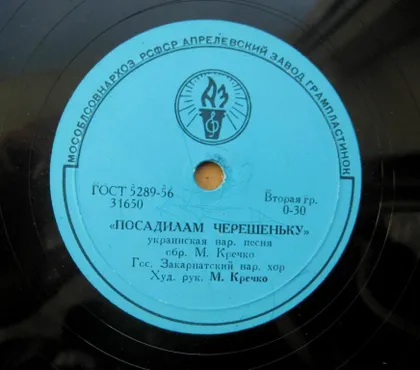 МОСОБЛСОВНАРХОЗ РСФСР АПРЕЛЕВСКИЙ ЗАВОД ГРАМПЛАСТИНОК
АЗ
ГОСТ 5289-56
31650
Вторая гр.
0-30
«ПОСАДИЛАМ ЧЕРЕШЕНЬКУ»
украинская нар. песня
обр. М. Кречко
Гос. Закарпатский нар. хор
Худ. рук. М. Кречко